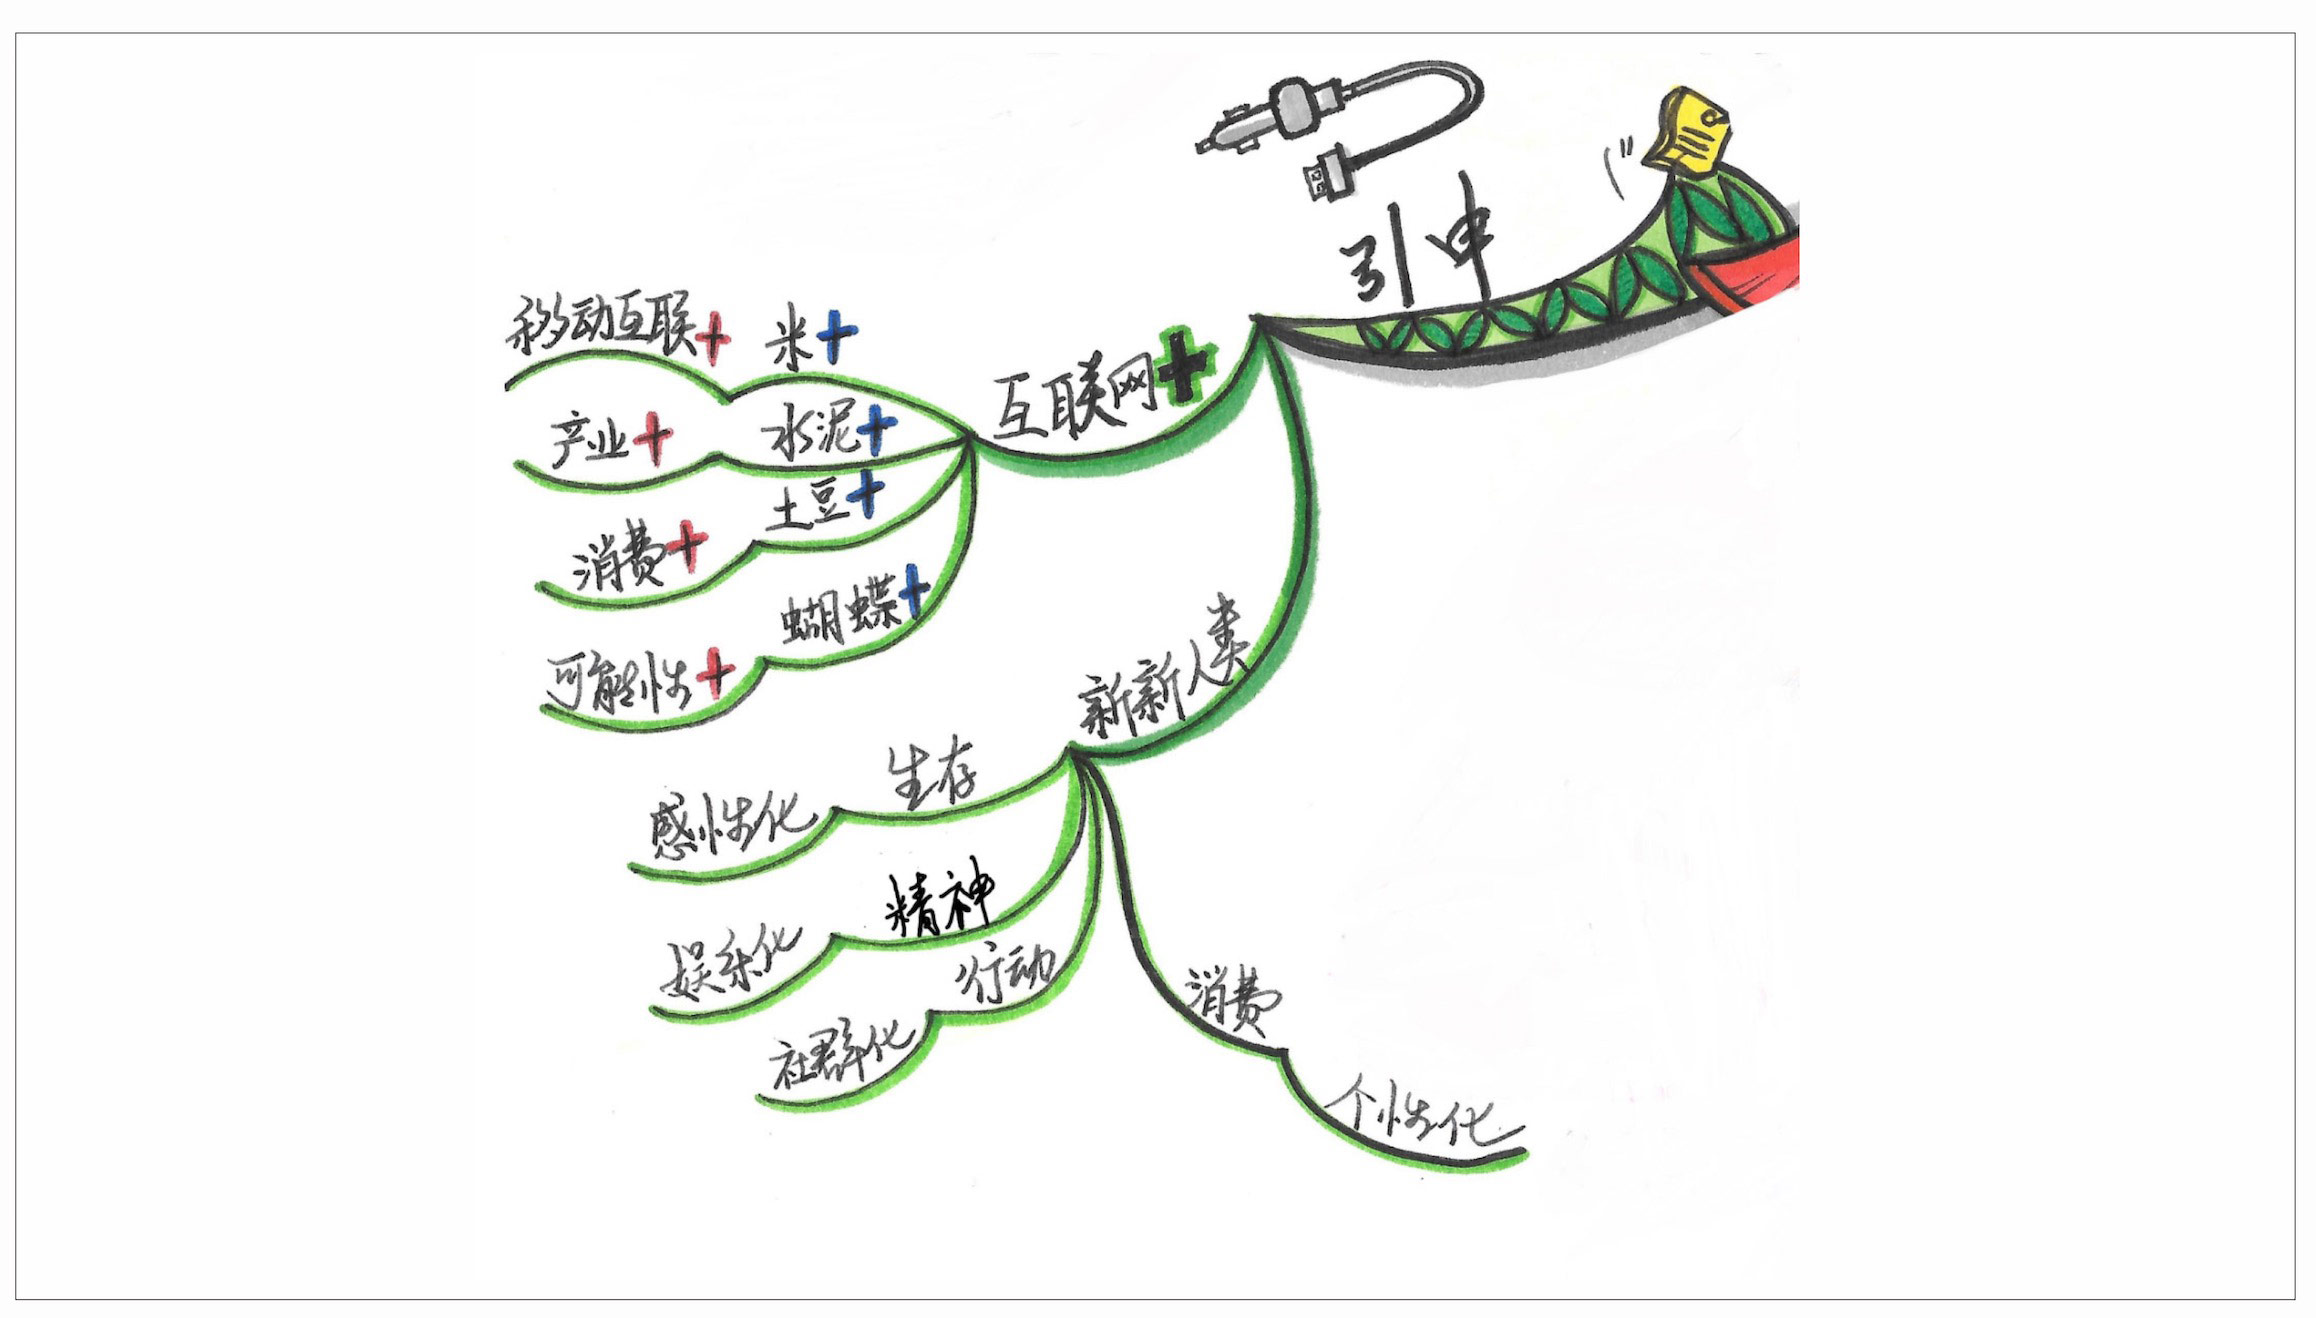 引申
互联网+
米+
移动互联+
水泥+
产业+
土豆+
消费+
蝴蝶+
可能性+
新新人类
生存
感性化
精神
娱乐化
行动
社群化
消费
个性化